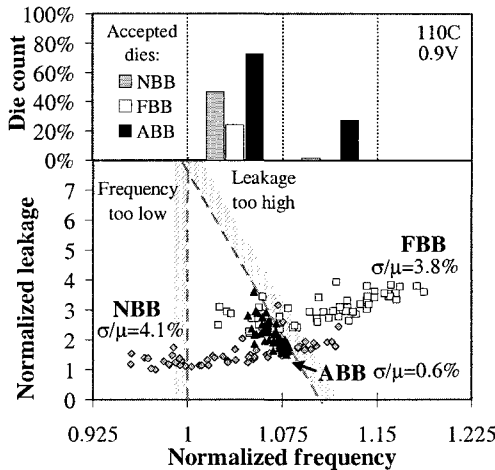 100%
80%
60%
40%
20%
0%
Die count
Accepted
dies:
NBB
FBB
ABB
110C
0.9V
7
6
5
4
3
2
1
0
Normalized leakage
Frequency
too low
Leakage
too high
FBB
σ/μ=3.8%
NBB
σ/μ=4.1%
ABB σ/μ=0.6%
0.925 1 1.075 1.15 1.225
Normalized frequency